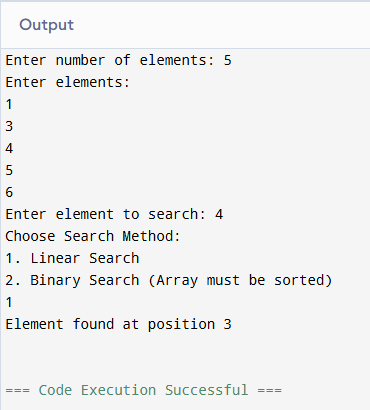 Output
Enter number of elements: 5
Enter elements:
1
3
4
5
6
Enter element to search: 4
Choose Search Method:
1. Linear Search
2. Binary Search (Array must be sorted)
1
Element found at position 3
=== Code Execution Successful ===